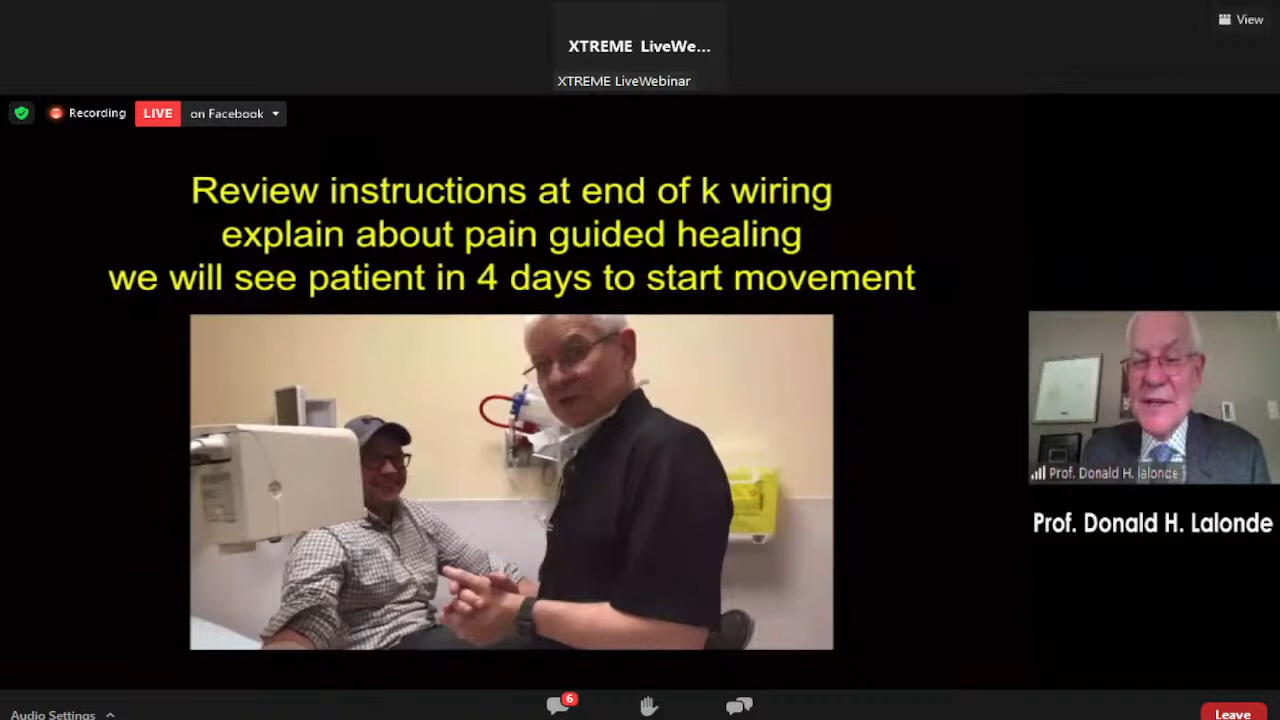 View
XTREME LiveWe...
XTREME LiveWebinar
Recording
LIVE
on Facebook
Review instructions at end of k wiring
explain about pain guided healing
we will see patient in 4 days to start movement
Prof. Donald H. lalonde
Prof. Donald H. Lalonde
6
Audio Settings
Leave